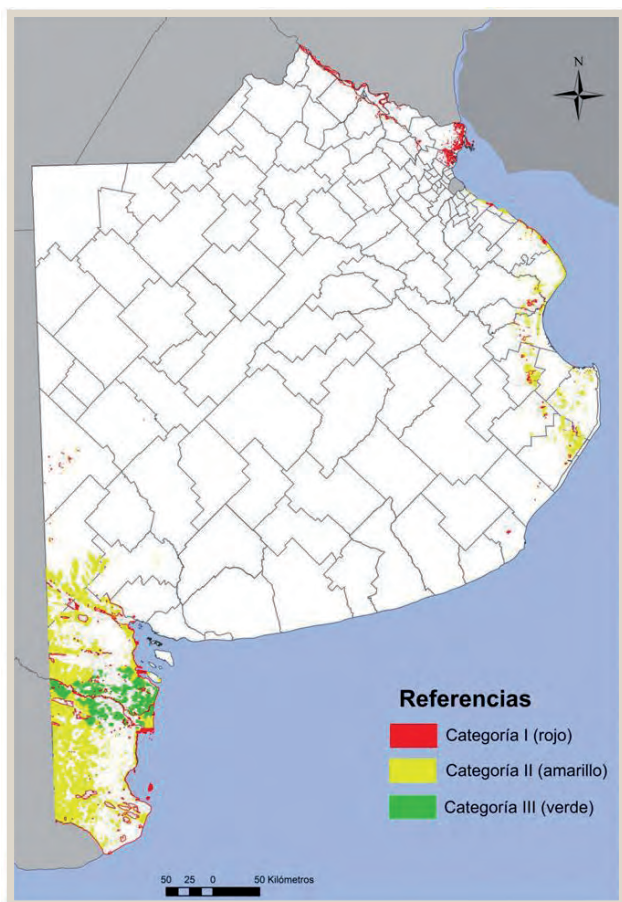 N
Referencias
Categoría I (rojo)
Categoría II (amarillo)
Categoría III (verde)
50 25 0 50 Kilómetros